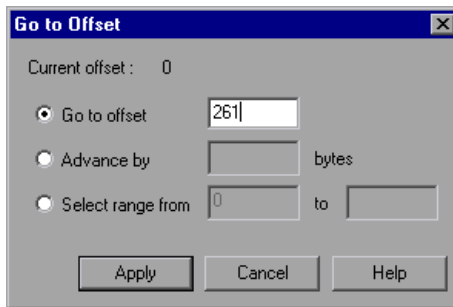 Go to Offset
Current offset : 0
Go to offset 261
Advance by bytes
Select range from 0 to
Apply Cancel Help